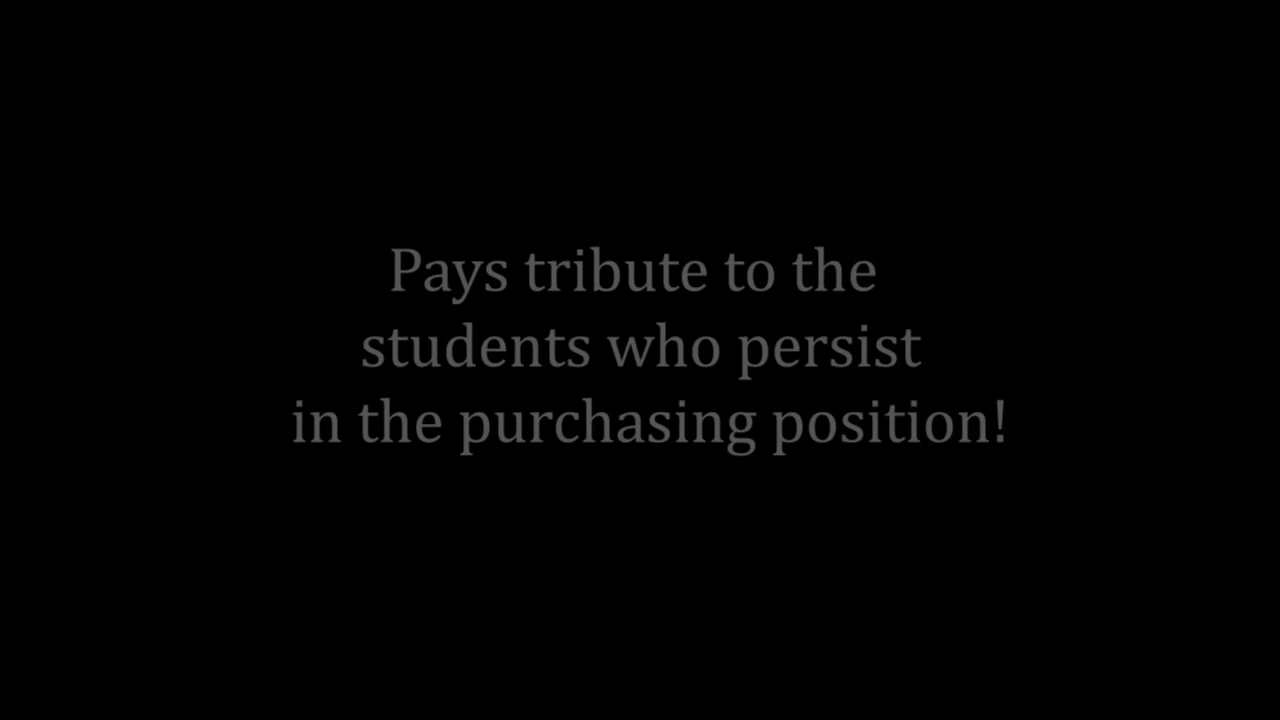 Pays tribute to the
students who persist
in the purchasing position!